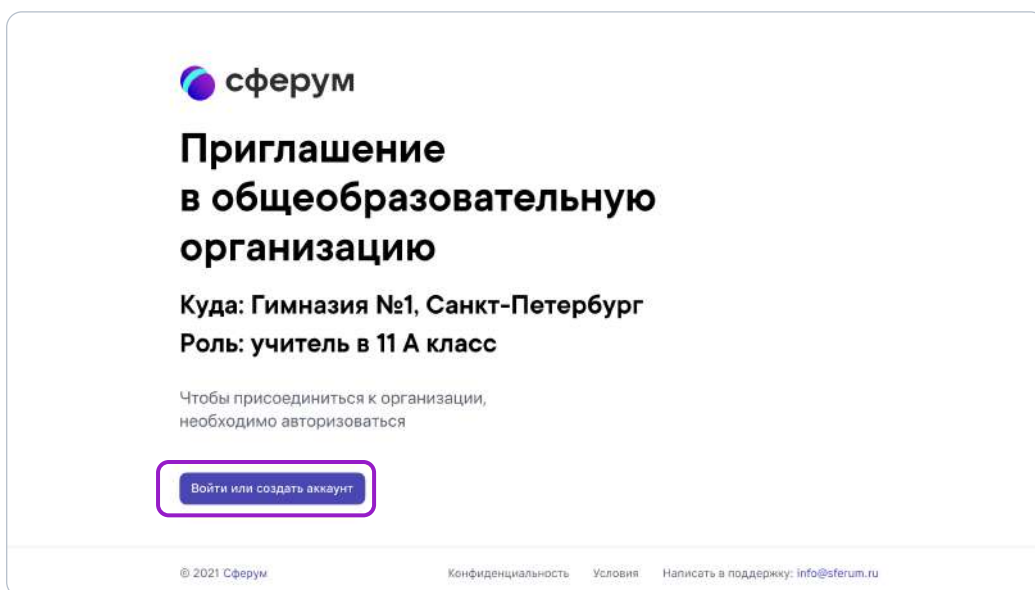 сферум
Приглашение
в общеобразовательную
организацию
Куда: Гимназия №1, Санкт-Петербург
Роль: учитель в 11 А класс
Чтобы присоединиться к организации,
необходимо авторизоваться
Войти или создать аккаунт
© 2021 Сферум Конфиденциальность Условия Написать в поддержку: info@sferum.ru